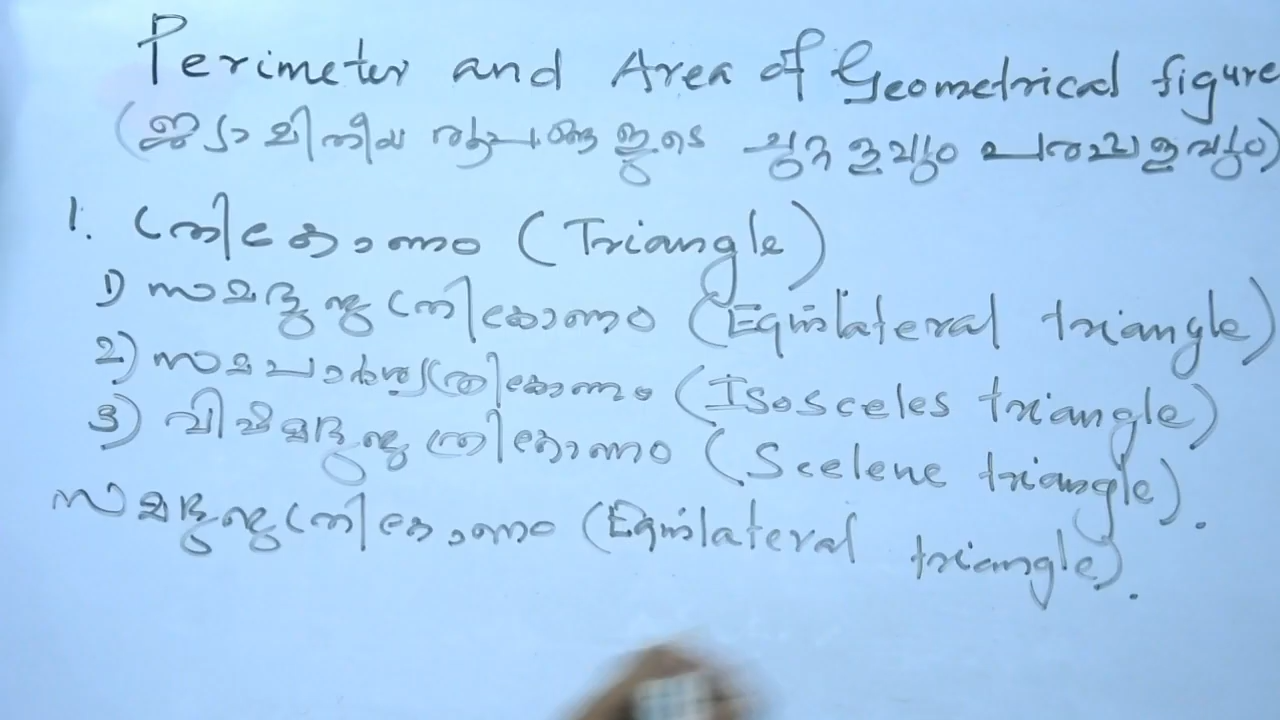 Perimeter and Area of Geometrical figure
(ജ്യാമിതീയ രൂപങ്ങളുടെ ചുറ്റളവും പരപ്പളവും)
1. ത്രികോണം (Triangle)
1) സമഭുജത്രികോണം (Equilateral triangle)
2) സമപാർശ്വത്രികോണം (Isosceles triangle)
3) വിഷമഭുജത്രികോണം (Scelene triangle).
സമഭുജത്രികോണം (Equilateral triangle).